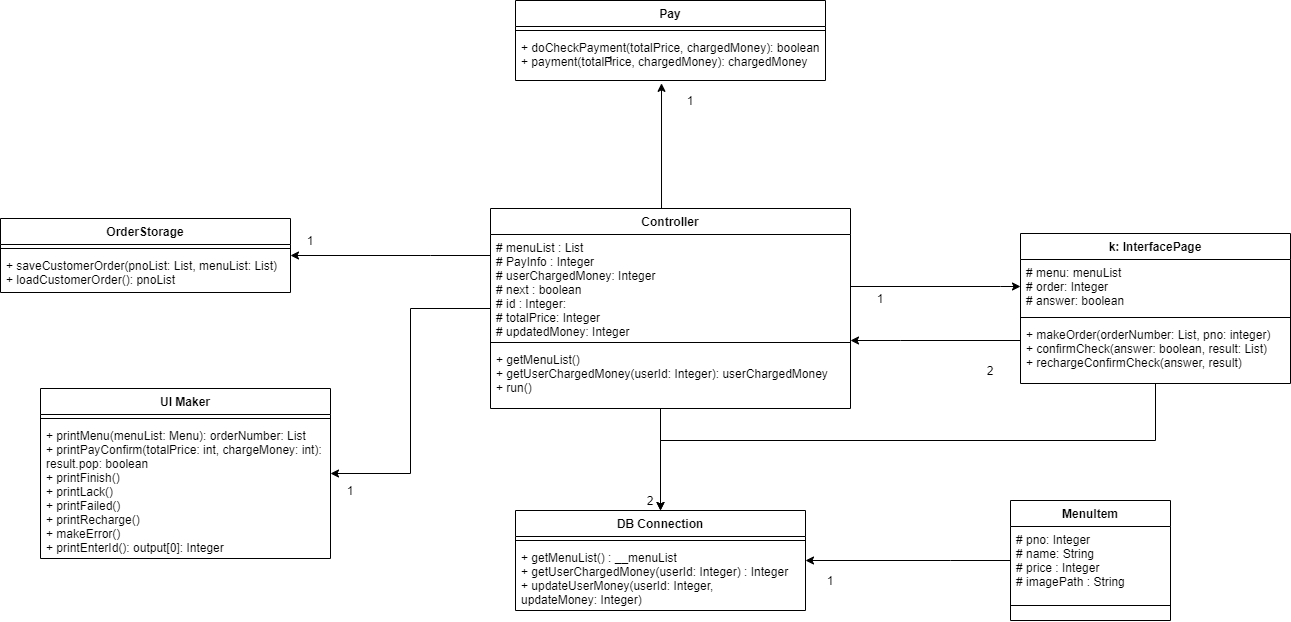 Pay
+ doCheckPayment(totalPrice, chargedMoney): boolean
+ payment(totalPrice, chargedMoney): chargedMoney
1
OrderStorage
+ saveCustomerOrder(pnoList: List, menuList: List)
+ loadCustomerOrder(): pnoList
1
Controller
# menuList : List
# PayInfo : Integer
# userChargedMoney: Integer
# next : boolean
# id : Integer:
# totalPrice: Integer
# updatedMoney: Integer
+ getMenuList()
+ getUserChargedMoney(userId: Integer): userChargedMoney
+ run()
1
k: InterfacePage
# menu: menuList
# order: Integer
# answer: boolean
+ makeOrder(orderNumber: List, pno: integer)
+ confirmCheck(answer: boolean, result: List)
+ rechargeConfirmCheck(answer, result)
2
UI Maker
+ printMenu(menuList: Menu): orderNumber: List
+ printPayConfirm(totalPrice: int, chargeMoney: int):
result.pop: boolean
+ printFinish()
+ printLack()
+ printFailed()
+ printRecharge()
+ makeError()
+ printEnterId(): output[0]: Integer
1
2
DB Connection
+ getMenuList() : __menuList
+ getUserChargedMoney(userId: Integer) : Integer
+ updateUserMoney(userId: Integer,
updateMoney: Integer)
1
MenuItem
# pno: Integer
# name: String
# price : Integer
# imagePath : String